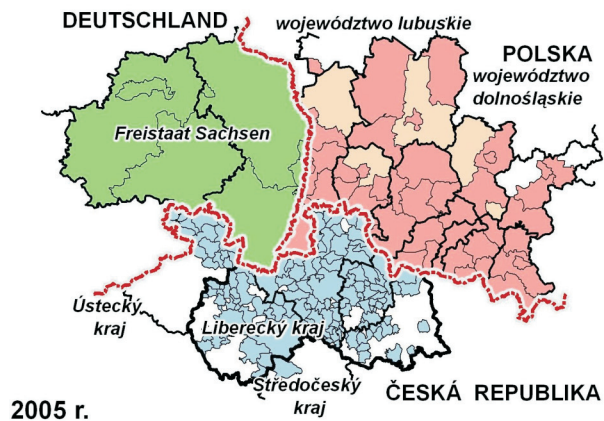 DEUTSCHLAND
województwo lubuskie
POLSKA
województwo
dolnośląskie
Freistaat Sachsen
Ústecký
kraj
Liberecký kraj
Středočeský
kraj
ČESKÁ REPUBLIKA
2005 r.